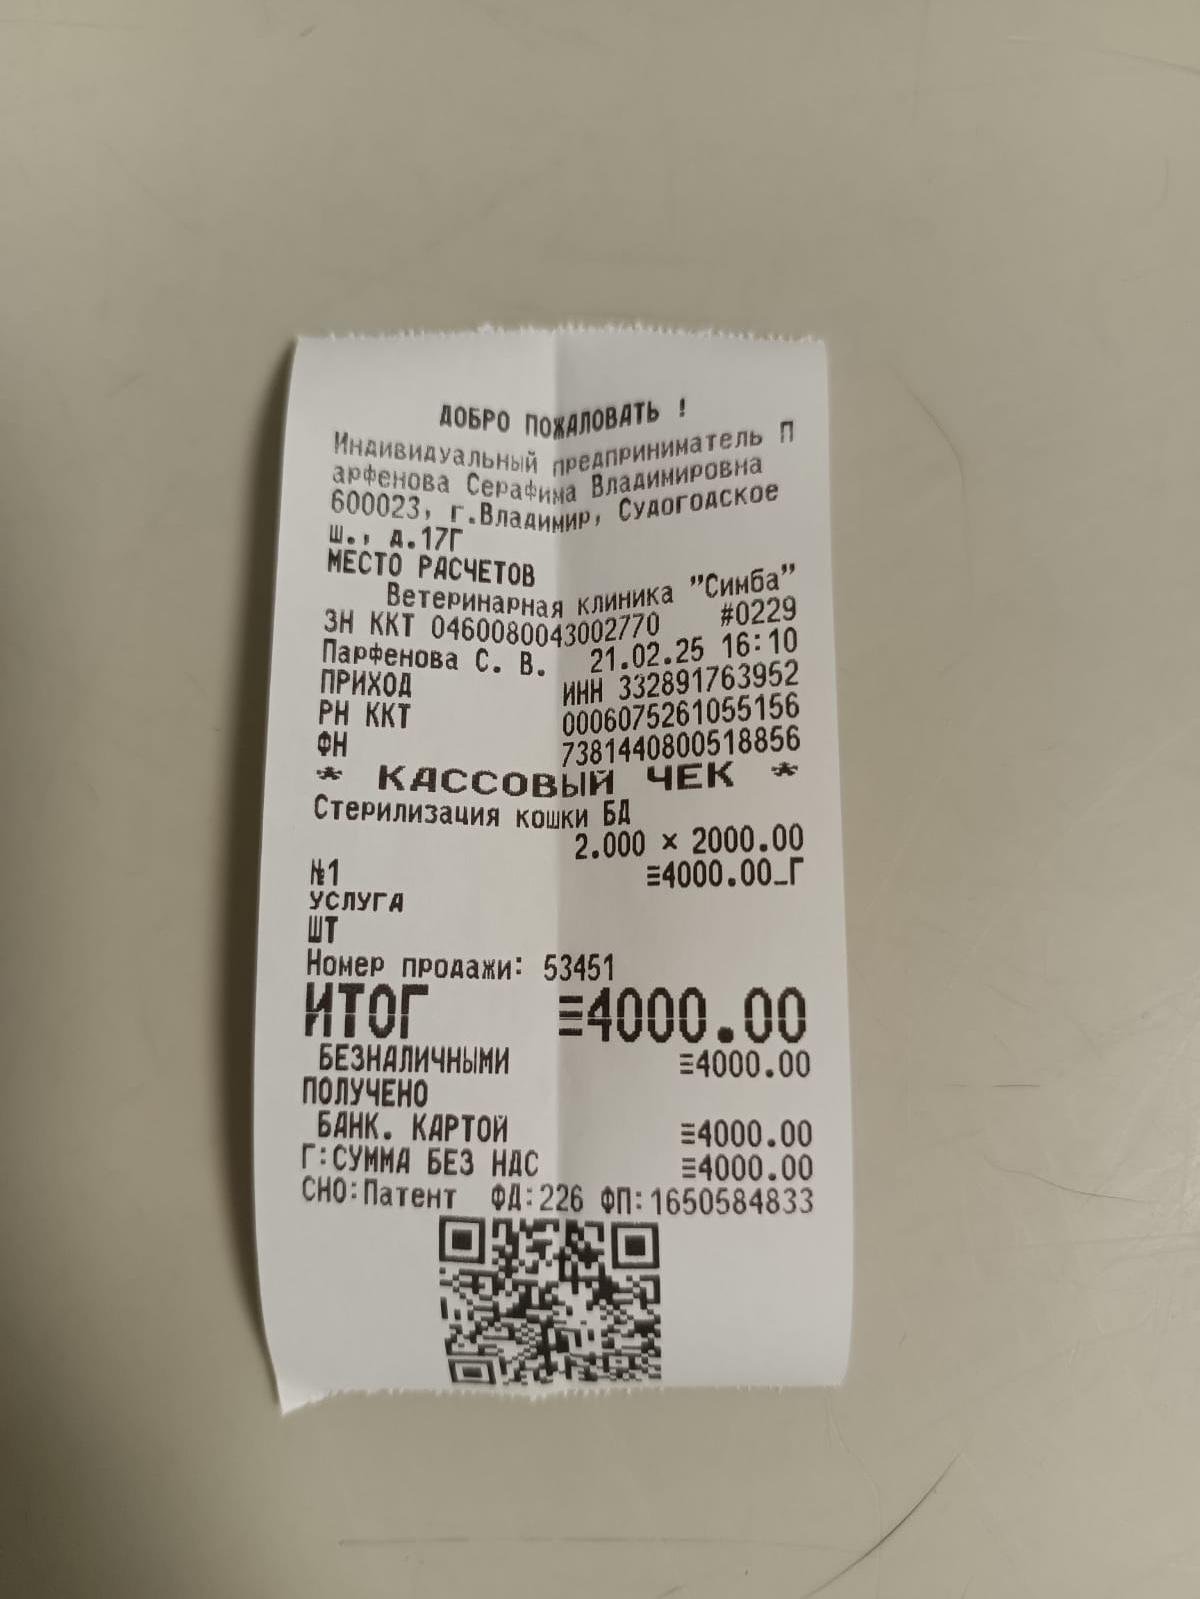 ДОБРО ПОЖАЛОВАТЬ !
Индивидуальный предприниматель П
арфенова Серафима Владимировна
600023, г.Владимир, Судогодское
ш., д.17Г
МЕСТО РАСЧЕТОВ
Ветеринарная клиника "Симба"
ЗН ККТ 0460080043002770 #0229
Парфенова С. В. 21.02.25 16:10
ПРИХОД ИНН 332891763952
РН ККТ 0006075261055156
ФН 7381440800518856
* КАССОВЫЙ ЧЕК *
Стерилизация кошки БД
2.000 × 2000.00
№1 ≡4000.00_Г
УСЛУГА
ШТ
Номер продажи: 53451
ИТОГ ≡4000.00
БЕЗНАЛИЧНЫМИ ≡4000.00
ПОЛУЧЕНО
БАНК. КАРТОЙ ≡4000.00
Г:СУММА БЕЗ НДС ≡4000.00
СНО:Патент ФД:226 ФП:1650584833